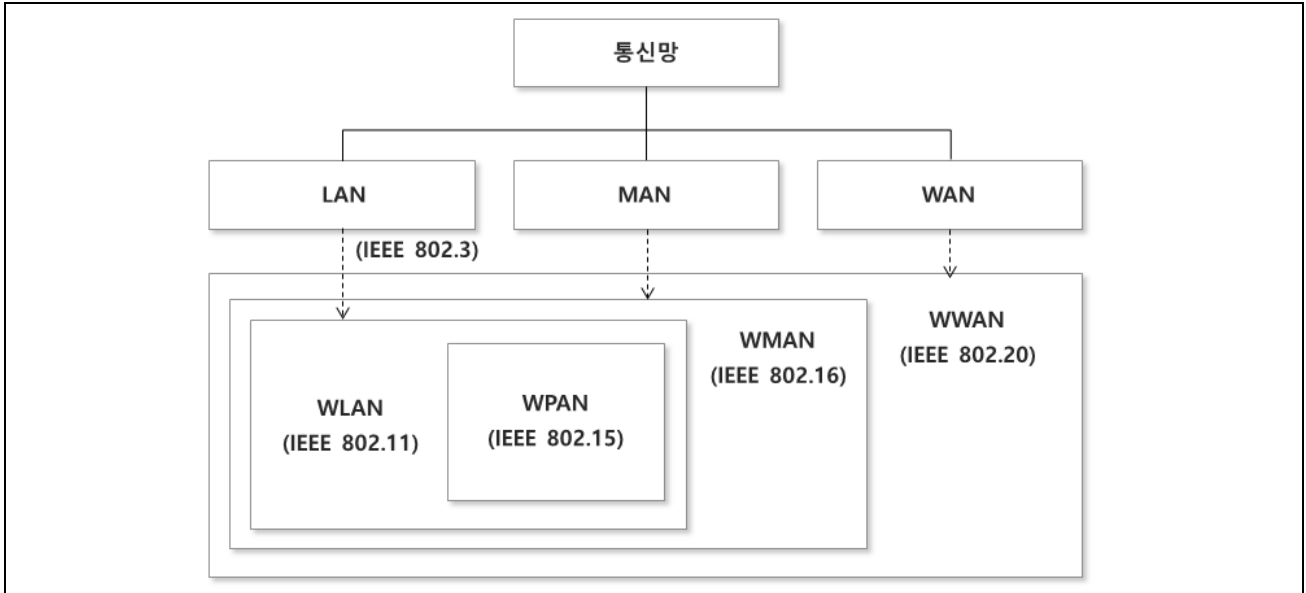 통신망
LAN
MAN
WAN
(IEEE 802.3)
WWAN
(IEEE 802.20)
WMAN
(IEEE 802.16)
WLAN
(IEEE 802.11)
WPAN
(IEEE 802.15)